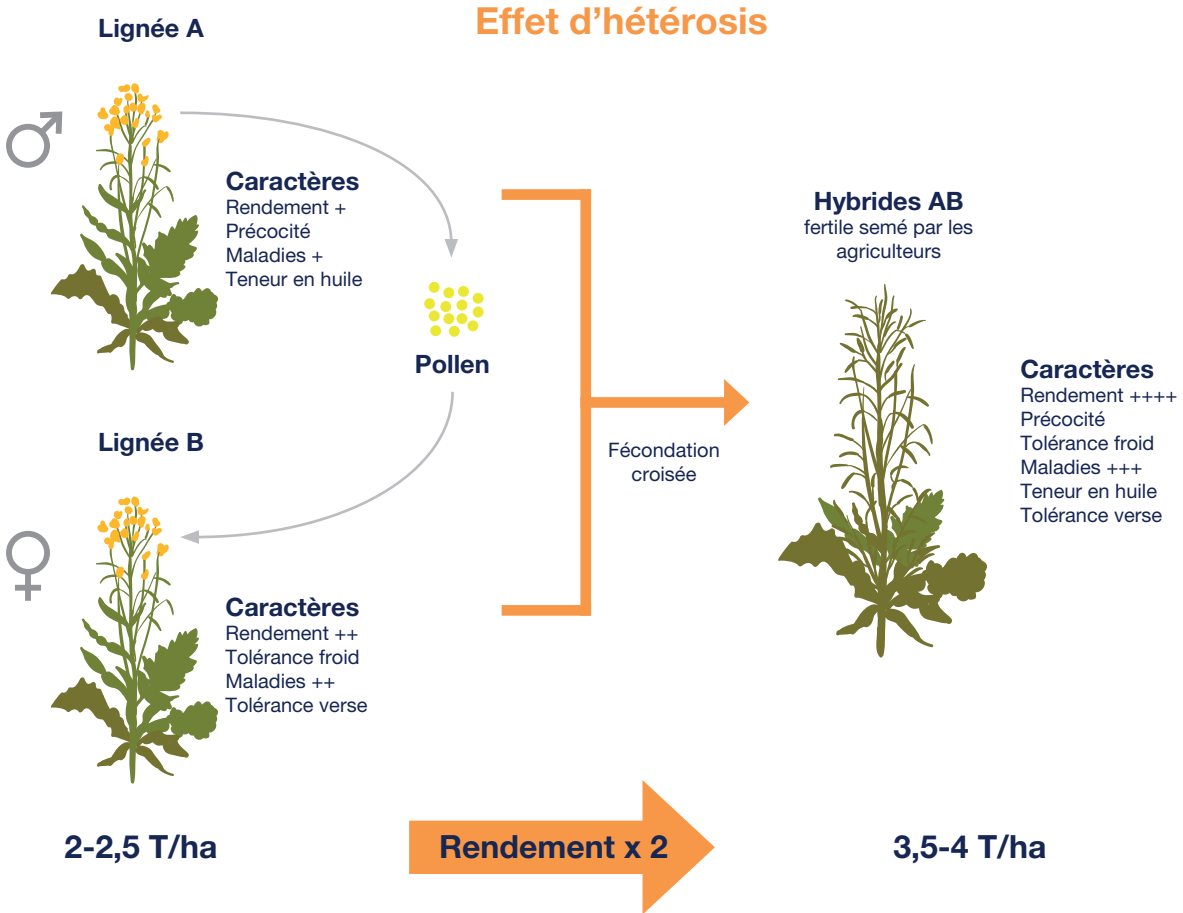 Effet d’hétérosis
Lignée A
Caractères
Rendement +
Précocité
Maladies +
Teneur en huile
Pollen
Lignée B
Caractères
Rendement ++
Tolérance froid
Maladies ++
Tolérance verse
Fécondation
croisée
Hybrides AB
fertile semé par les
agriculteurs
Caractères
Rendement ++++
Précocité
Tolérance froid
Maladies +++
Teneur en huile
Tolérance verse
2-2,5 T/ha
Rendement x 2
3,5-4 T/ha